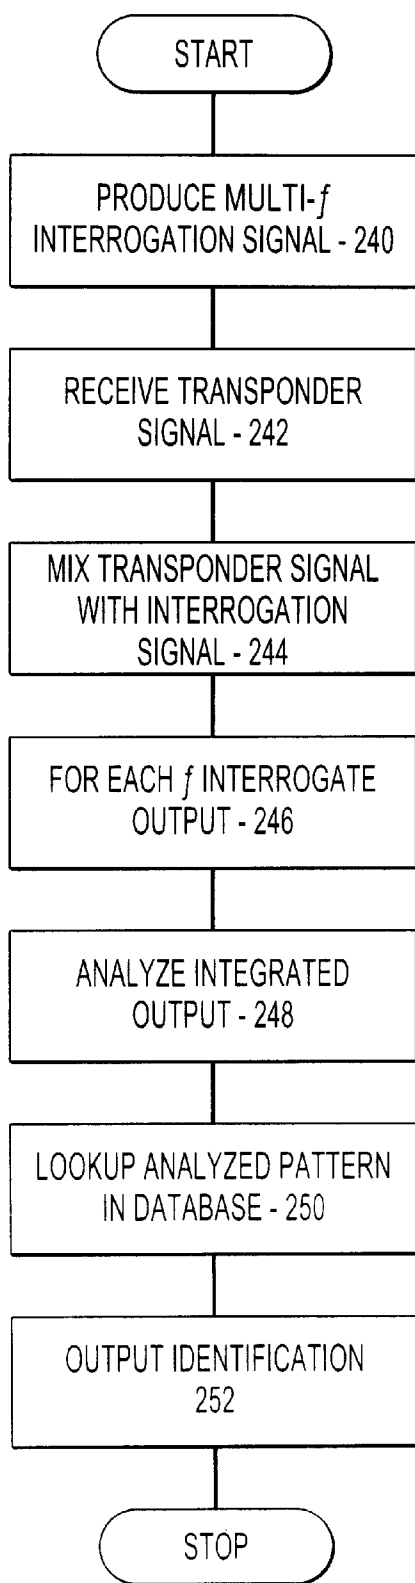 START
PRODUCE MULTI-ƒ
INTERROGATION SIGNAL - 240
RECEIVE TRANSPONDER
SIGNAL - 242
MIX TRANSPONDER SIGNAL
WITH INTERROGATION
SIGNAL - 244
FOR EACH ƒ INTERROGATE
OUTPUT - 246
ANALYZE INTEGRATED
OUTPUT - 248
LOOKUP ANALYZED PATTERN
IN DATABASE - 250
OUTPUT IDENTIFICATION
252
STOP